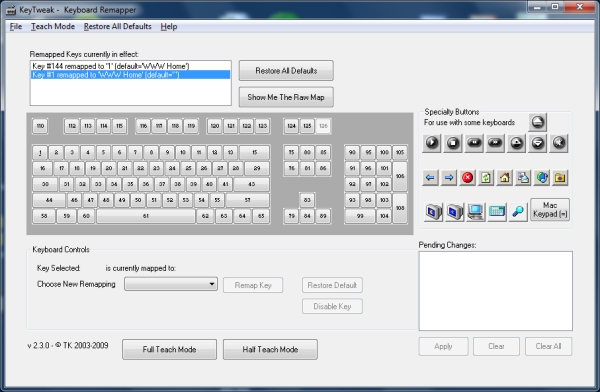 KeyTweak - Keyboard Remapper
File Teach Mode Restore All Defaults Help
Remapped Keys currently in effect:
Key #144 remapped to '1' (default='WWW Home')
Key #1 remapped to 'WWW Home' (default='`')
Restore All Defaults
Show Me The Raw Map
Specialty Buttons
For use with some keyboards
110 112 113 114 115 116 117 118 119 120 121 122 123 124 125 126
1 2 3 4 5 6 7 8 9 10 11 12 13 15 75 80 85 90 95 100 105
16 17 18 19 20 21 22 23 24 25 26 27 28 29 76 81 86 91 96 101 106
30 31 32 33 34 35 36 37 38 39 40 41 43 92 97 102
44 46 47 48 49 50 51 52 53 54 55 57 83 93 98 103 108
58 59 60 61 62 63 64 65 79 84 89 99 104
Mac
Keypad (=)
Keyboard Controls
Key Selected: is currently mapped to:
Choose New Remapping
Remap Key
Restore Default
Disable Key
Pending Changes:
Apply Clear Clear All
v 2.3.0 - © TK 2003-2009
Full Teach Mode
Half Teach Mode